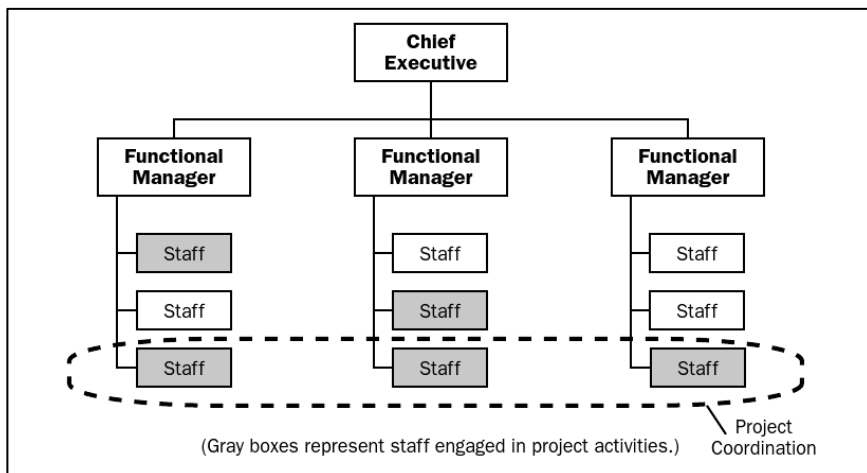 Chief
Executive
Functional
Manager
Functional
Manager
Functional
Manager
Staff
Staff
Staff
Staff
Staff
Staff
Staff
Staff
Staff
(Gray boxes represent staff engaged in project activities.)
Project
Coordination